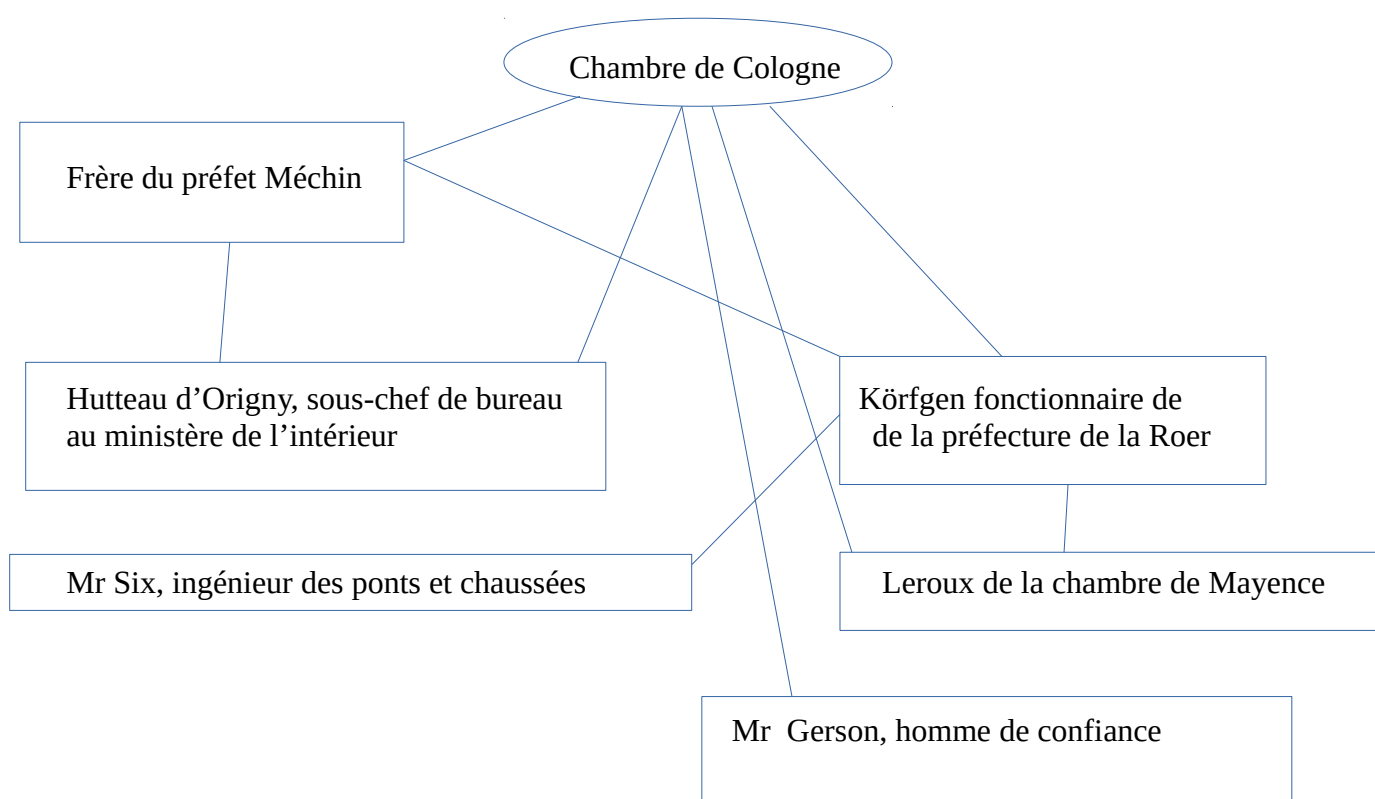 Chambre de Cologne
Frère du préfet Méchin
Hutteau d’Origny, sous-chef de bureau
au ministère de l’intérieur
Körfgen fonctionnaire de
de la préfecture de la Roer
Mr Six, ingénieur des ponts et chaussées
Leroux de la chambre de Mayence
Mr Gerson, homme de confiance